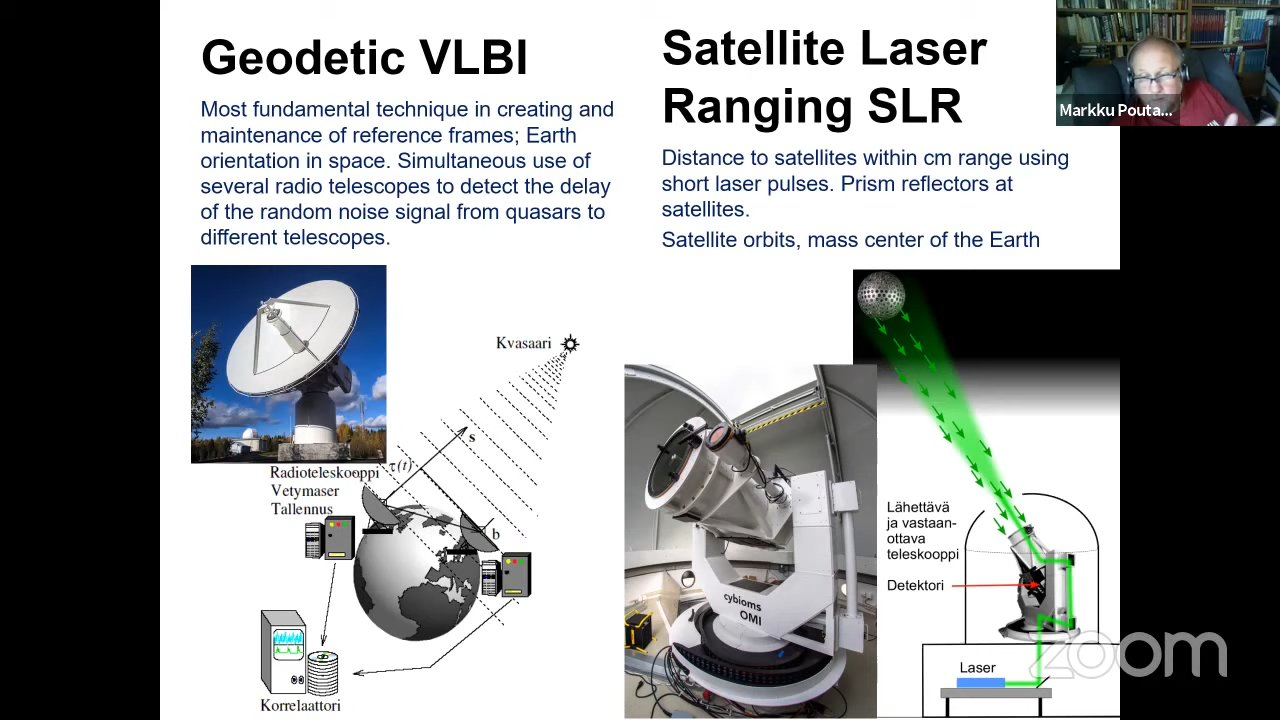 Geodetic VLBI
Most fundamental technique in creating and
maintenance of reference frames; Earth
orientation in space. Simultaneous use of
several radio telescopes to detect the delay
of the random noise signal from quasars to
different telescopes.
Satellite Laser
Ranging SLR
Distance to satellites within cm range using
short laser pulses. Prism reflectors at
satellites.
Satellite orbits, mass center of the Earth
Markku Pouta...
Kvasaari
s
τ(t)
Radioteleskooppi
Vetymaser
Tallennus
b
Korrelaattori
cybioms
OMI
Lähettävä
ja vastaan-
ottava
teleskooppi
Detektori
Laser
zoom